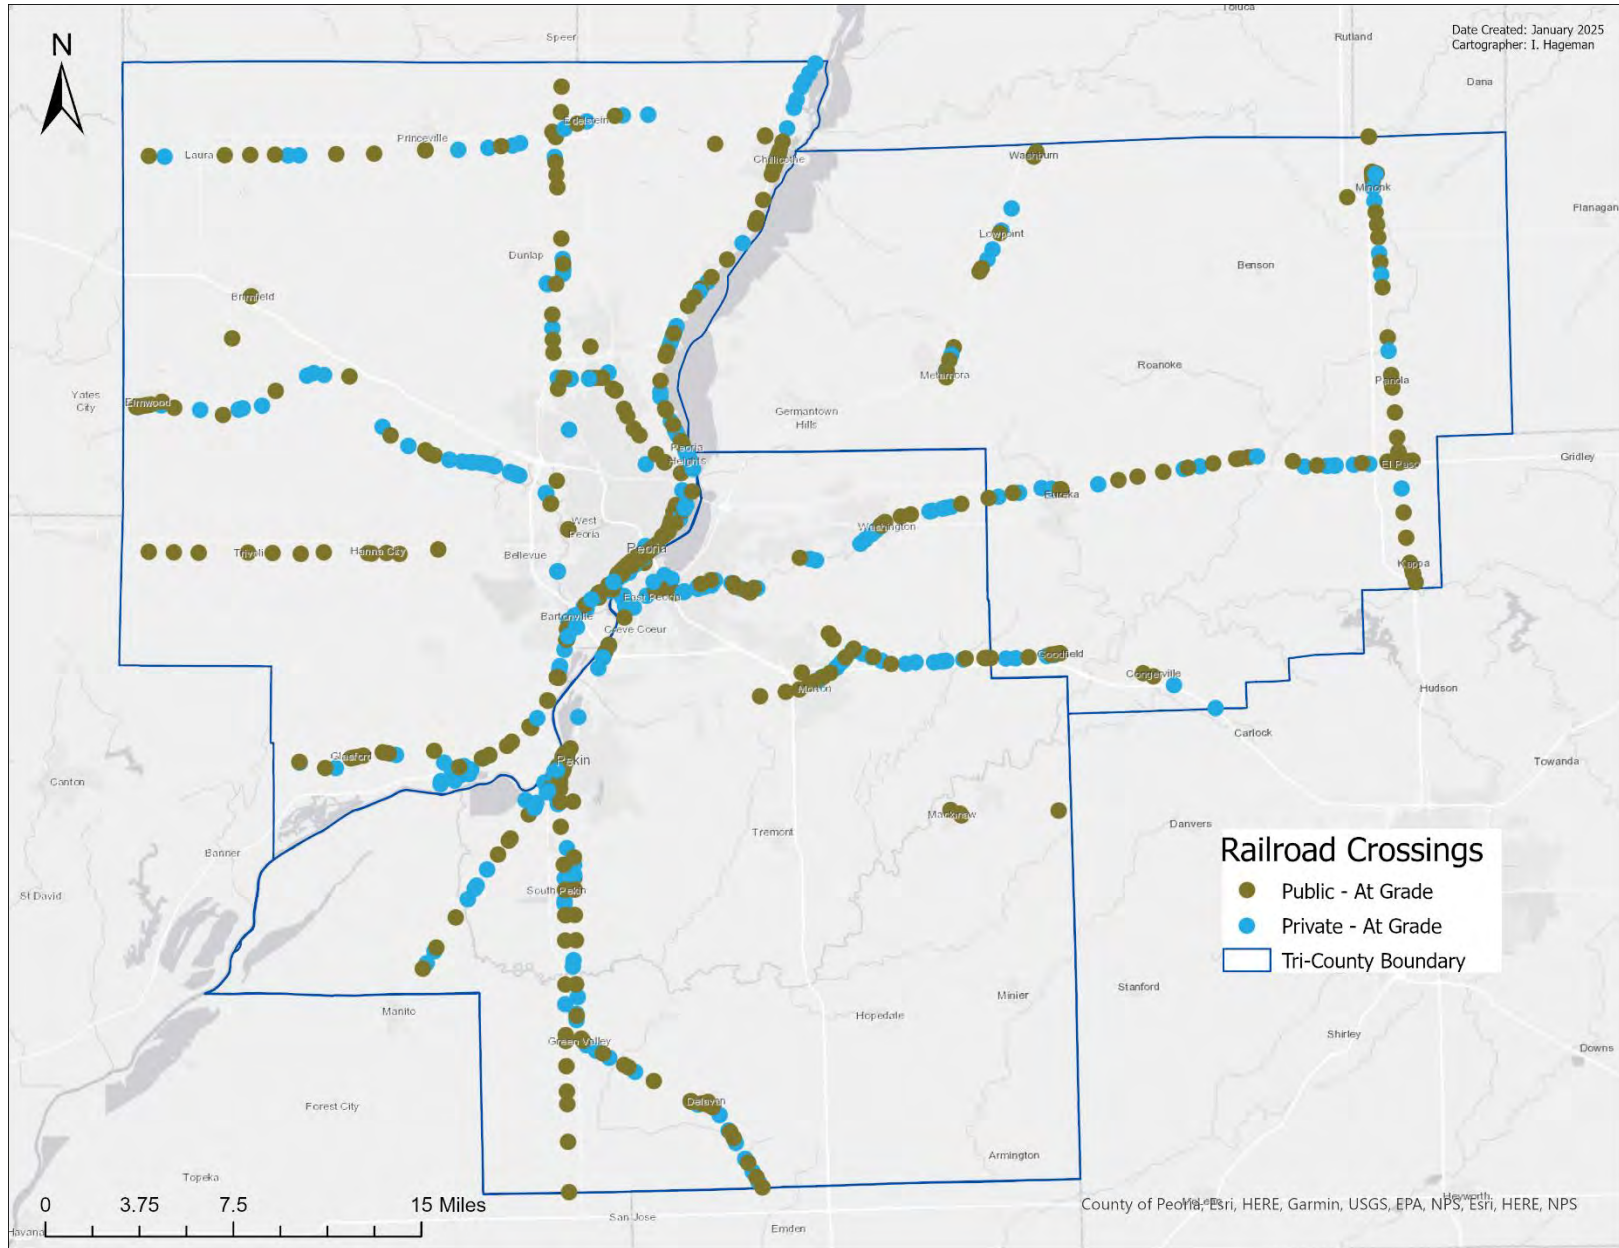 Toluca
Speer
Rutland
Date Created: January 2025
Cartographer: I. Hageman
N
Dana
Edelstein
Princeville
Laura
Chillicothe
Washburn
Minonk
Flanagan
Lowpoint
Dunlap
Benson
Brimfield
Roanoke
Metamora
Panola
Yates
City
Elmwood
Germantown
Hills
Peoria
Heights
El Paso
Gridley
Eureka
West
Peoria
Washington
Trivoli
Hanna City
Bellevue
Peoria
Kappa
East Peoria
Bartonville
Creve Coeur
Goodfield
Congerville
Morton
Hudson
Carlock
Glasford
Pekin
Towanda
Canton
Mackinaw
Danvers
Tremont
Banner
Railroad Crossings
Public - At Grade
Private - At Grade
Tri-County Boundary
St David
South Pekin
Stanford
Minier
Manito
Hopedale
Shirley
Green Valley
Downs
Forest City
Delavan
Armington
Topeka
0 3.75 7.5 15 Miles
McLean
Heyworth
County of Peoria, Esri, HERE, Garmin, USGS, EPA, NPS, Esri, HERE, NPS
San Jose
Emden
Havana